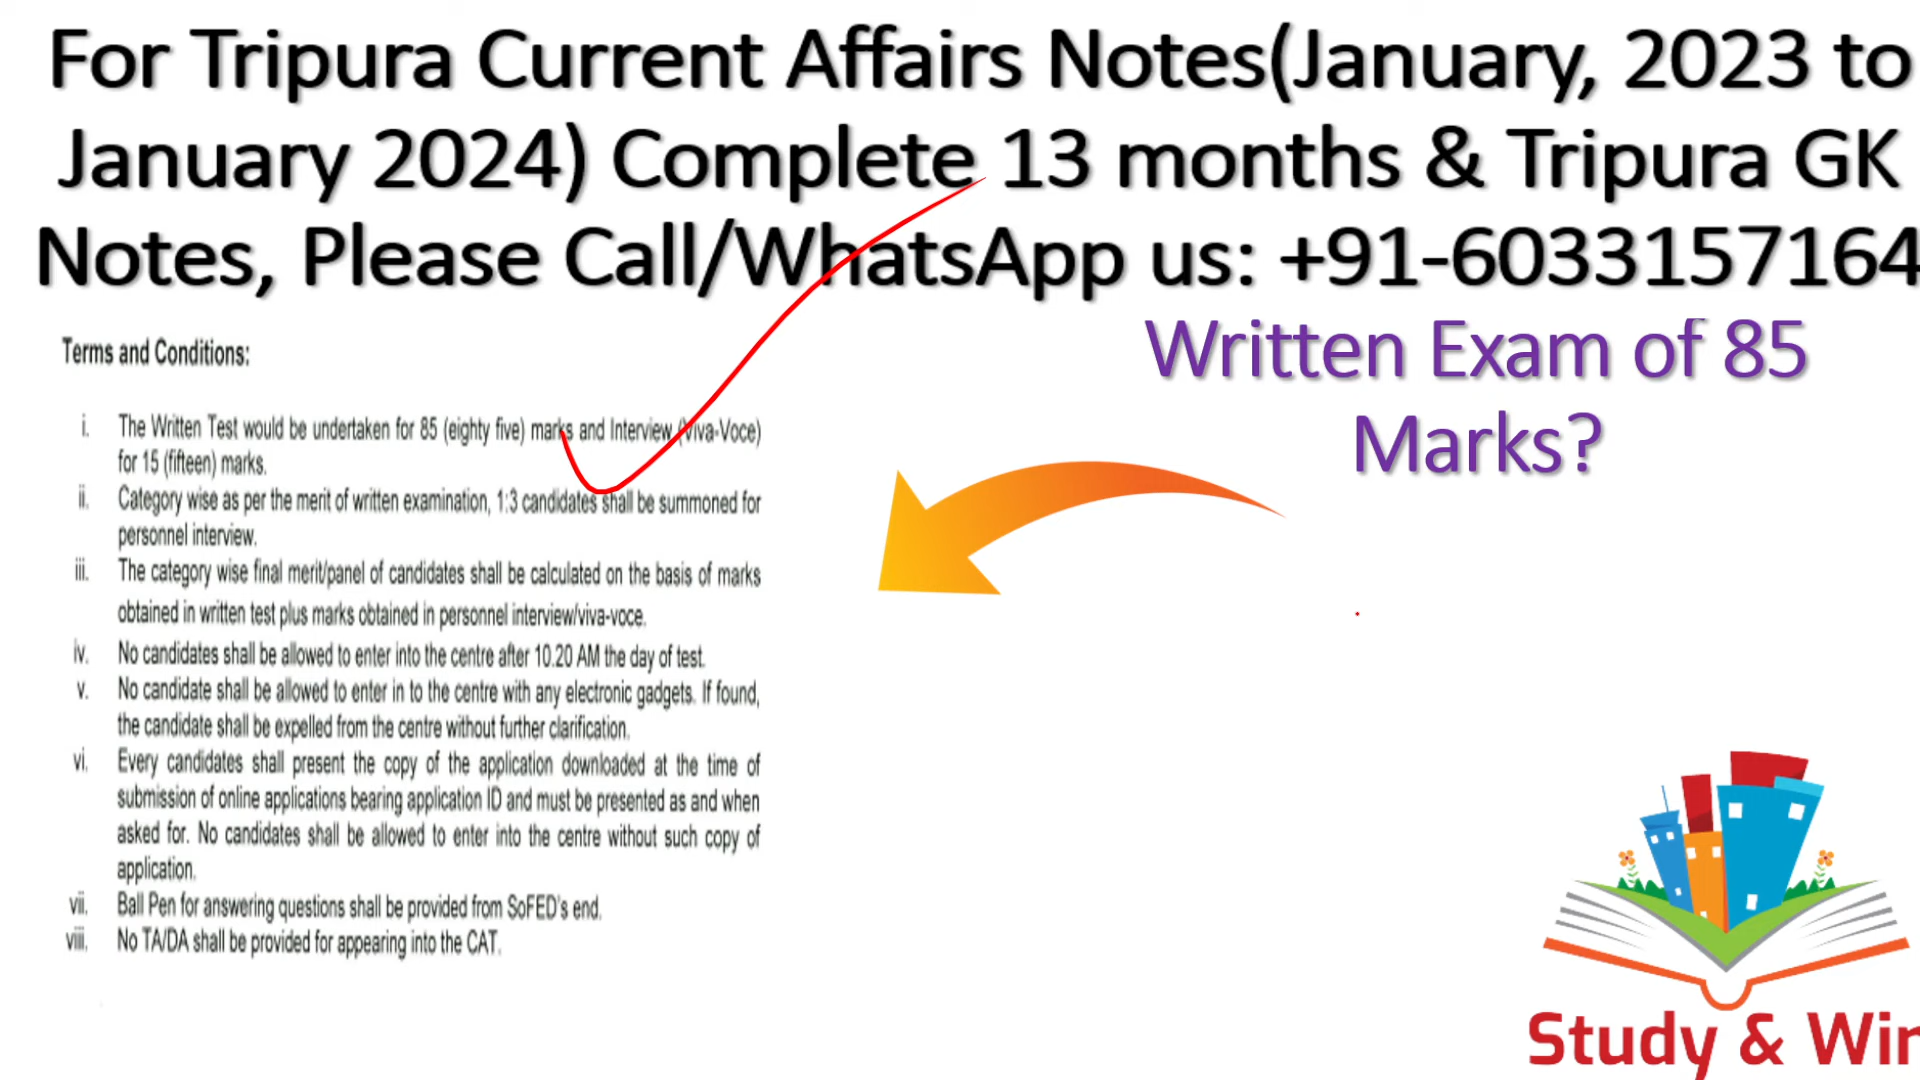 For Tripura Current Affairs Notes(January, 2023 to
January 2024) Complete 13 months & Tripura GK
Notes, Please Call/WhatsApp us: +91-6033157164
Written Exam of 85
Marks?
Terms and Conditions:
i. The Written Test would be undertaken for 85 (eighty five) marks and Interview (Viva-Voce)
for 15 (fifteen) marks.
ii. Category wise as per the merit of written examination, 1:3 candidates shall be summoned for
personnel interview.
iii. The category wise final merit/panel of candidates shall be calculated on the basis of marks
obtained in written test plus marks obtained in personnel interview/viva-voce.
iv. No candidates shall be allowed to enter into the centre after 10.20 AM the day of test.
v. No candidate shall be allowed to enter in to the centre with any electronic gadgets. If found,
the candidate shall be expelled from the centre without further clarification.
vi. Every candidates shall present the copy of the application downloaded at the time of
submission of online applications bearing application ID and must be presented as and when
asked for. No candidates shall be allowed to enter into the centre without such copy of
application.
vii. Ball Pen for answering questions shall be provided from SoFED's end.
viii. No TA/DA shall be provided for appearing into the CAT.
Study & Win